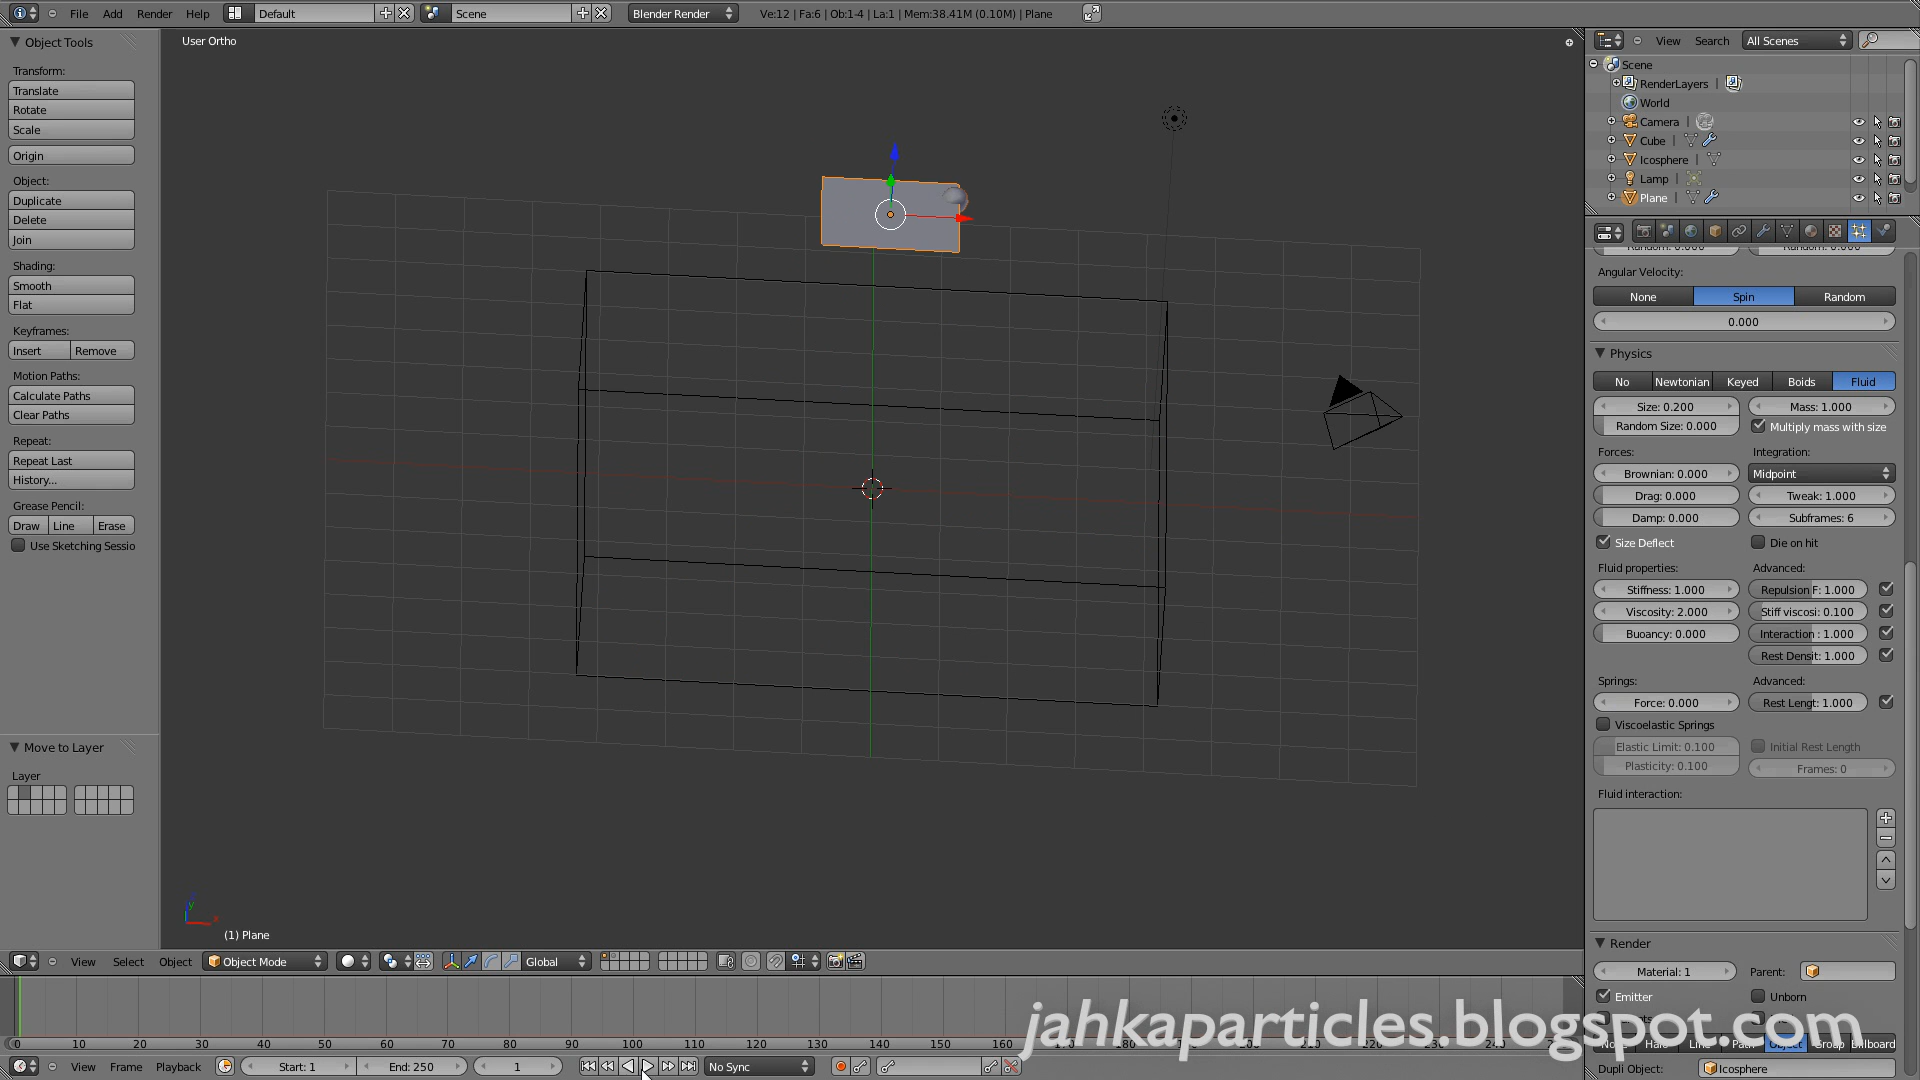 File Add Render Help Default Scene Blender Render Ve:12 | Fa:6 | Ob:1-4 | La:1 | Mem:38.41M (0.10M) | Plane
Object Tools
Transform:
Translate
Rotate
Scale
Origin
Object:
Duplicate
Delete
Join
Shading:
Smooth
Flat
Keyframes:
Insert Remove
Motion Paths:
Calculate Paths
Clear Paths
Repeat:
Repeat Last
History...
Grease Pencil:
Draw Line Erase
Use Sketching Sessio
Move to Layer
Layer
User Ortho
y
x
(1) Plane
View Select Object Object Mode Global
View Search All Scenes
Scene
RenderLayers |
World
Camera |
Cube |
Icosphere |
Lamp |
Plane |
Angular Velocity:
None Spin Random
0.000
Physics
No Newtonian Keyed Boids Fluid
Size: 0.200 Mass: 1.000
Random Size: 0.000 Multiply mass with size
Forces: Integration:
Brownian: 0.000 Midpoint
Drag: 0.000 Tweak: 1.000
Damp: 0.000 Subframes: 6
Size Deflect Die on hit
Fluid properties: Advanced:
Stiffness: 1.000 Repulsion F: 1.000
Viscosity: 2.000 Stiff viscosi: 0.100
Buoancy: 0.000 Interaction : 1.000
Rest Densit: 1.000
Springs: Advanced:
Force: 0.000 Rest Lengt: 1.000
Viscoelastic Springs
Elastic Limit: 0.100 Initial Rest Length
Plasticity: 0.100 Frames: 0
Fluid interaction:
Render
Material: 1 Parent:
Emitter Unborn
Object Group Billboard
Dupli Object: Icosphere
0 10 20 30 40 50 60 70 80 90 100 110 120 130 140 150 160
View Frame Playback Start: 1 End: 250 1 No Sync
jahkaparticles.blogspot.com